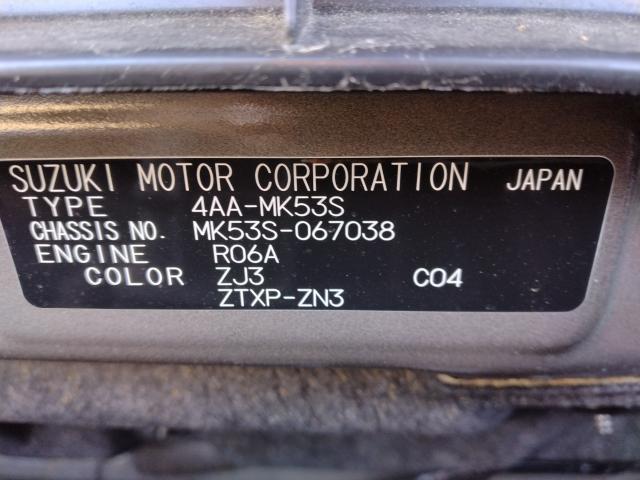 SUZUKI MOTOR CORPORATION JAPAN
TYPE 4AA-MK53S
CHASSIS NO. MK53S-067038
ENGINE R06A
COLOR ZJ3 C04
ZTXP-ZN3